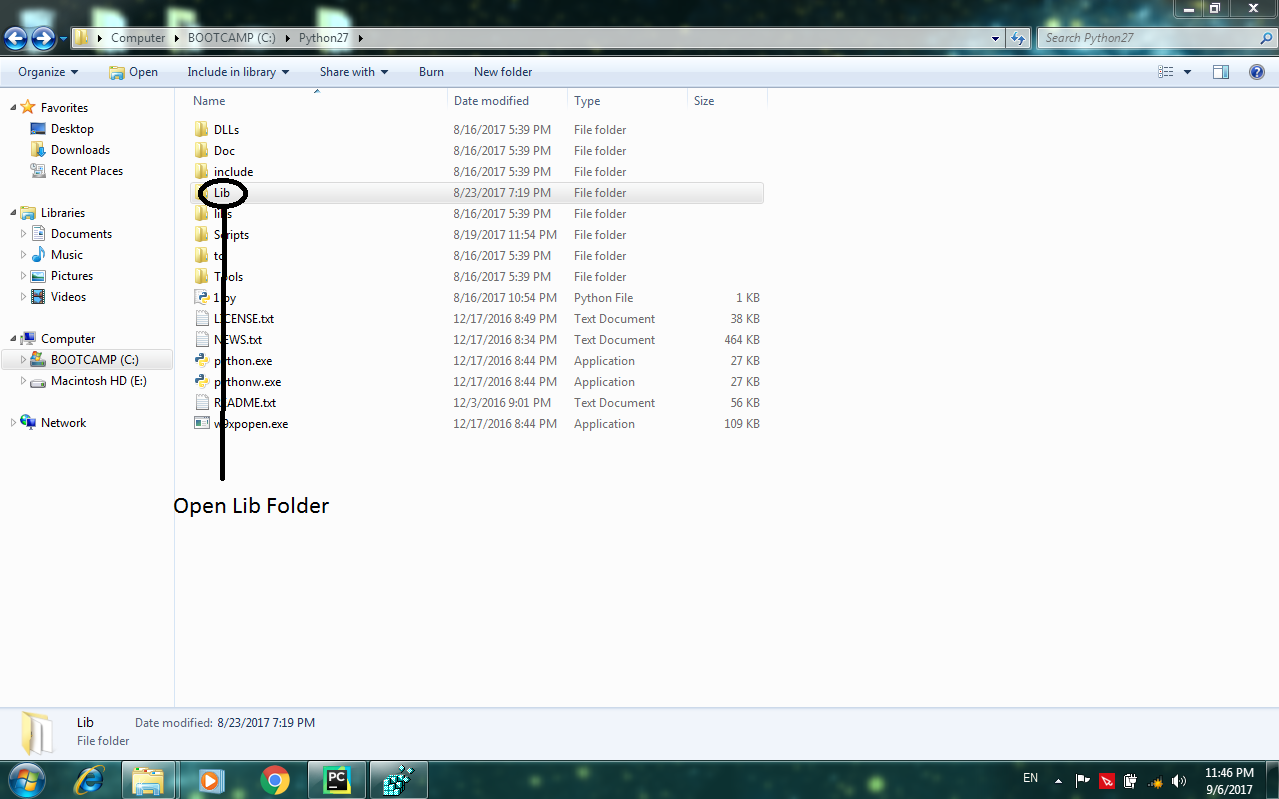 Computer BOOTCAMP (C:) Python27 Search Python27
Organize Open Include in library Share with Burn New folder
Favorites
Desktop
Downloads
Recent Places
Libraries
Documents
Music
Pictures
Videos
Computer
BOOTCAMP (C:)
Macintosh HD (E:)
Network
Name Date modified Type Size
DLLs 8/16/2017 5:39 PM File folder
Doc 8/16/2017 5:39 PM File folder
include 8/16/2017 5:39 PM File folder
Lib 8/23/2017 7:19 PM File folder
libs 8/16/2017 5:39 PM File folder
Scripts 8/19/2017 11:54 PM File folder
tcl 8/16/2017 5:39 PM File folder
Tools 8/16/2017 5:39 PM File folder
1.py 8/16/2017 10:54 PM Python File 1 KB
LICENSE.txt 12/17/2016 8:49 PM Text Document 38 KB
NEWS.txt 12/17/2016 8:34 PM Text Document 464 KB
python.exe 12/17/2016 8:44 PM Application 27 KB
pythonw.exe 12/17/2016 8:44 PM Application 27 KB
README.txt 12/3/2016 9:01 PM Text Document 56 KB
w9xpopen.exe 12/17/2016 8:44 PM Application 109 KB
Open Lib Folder
Lib Date modified: 8/23/2017 7:19 PM
File folder
PC
EN
11:46 PM
9/6/2017